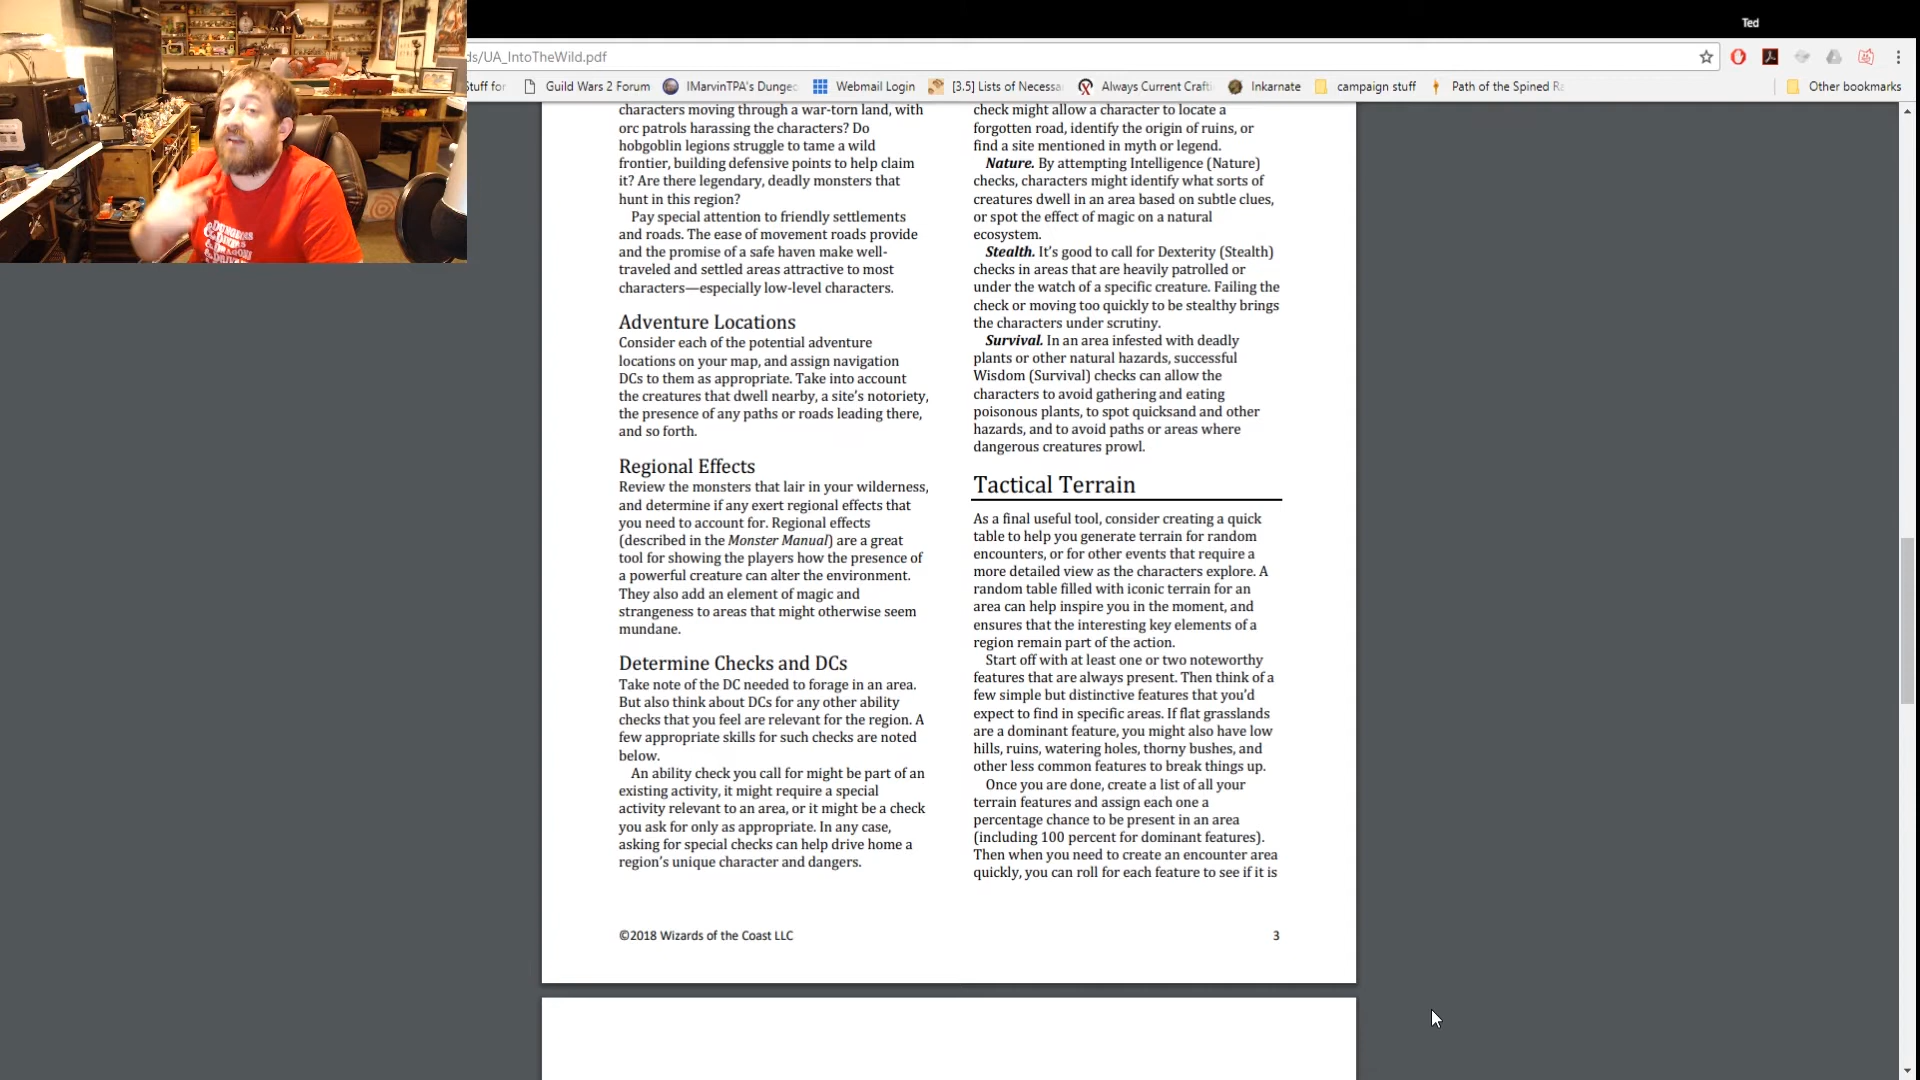 Ted
ds/UA_IntoTheWild.pdf
Stuff for
Guild Wars 2 Forum
IMarvinTPA's Dungeo
Webmail Login
[3.5] Lists of Necessa
Always Current Crafti
Inkarnate
campaign stuff
Path of the Spined Ra
Other bookmarks
characters moving through a war-torn land, with
orc patrols harassing the characters? Do
hobgoblin legions struggle to tame a wild
frontier, building defensive points to help claim
it? Are there legendary, deadly monsters that
hunt in this region?
Pay special attention to friendly settlements
and roads. The ease of movement roads provide
and the promise of a safe haven make well-
traveled and settled areas attractive to most
characters—especially low-level characters.
Adventure Locations
Consider each of the potential adventure
locations on your map, and assign navigation
DCs to them as appropriate. Take into account
the creatures that dwell nearby, a site's notoriety,
the presence of any paths or roads leading there,
and so forth.
Regional Effects
Review the monsters that lair in your wilderness,
and determine if any exert regional effects that
you need to account for. Regional effects
(described in the Monster Manual) are a great
tool for showing the players how the presence of
a powerful creature can alter the environment.
They also add an element of magic and
strangeness to areas that might otherwise seem
mundane.
Determine Checks and DCs
Take note of the DC needed to forage in an area.
But also think about DCs for any other ability
checks that you feel are relevant for the region. A
few appropriate skills for such checks are noted
below.
An ability check you call for might be part of an
existing activity, it might require a special
activity relevant to an area, or it might be a check
you ask for only as appropriate. In any case,
asking for special checks can help drive home a
region's unique character and dangers.
check might allow a character to locate a
forgotten road, identify the origin of ruins, or
find a site mentioned in myth or legend.
Nature. By attempting Intelligence (Nature)
checks, characters might identify what sorts of
creatures dwell in an area based on subtle clues,
or spot the effect of magic on a natural
ecosystem.
Stealth. It's good to call for Dexterity (Stealth)
checks in areas that are heavily patrolled or
under the watch of a specific creature. Failing the
check or moving too quickly to be stealthy brings
the characters under scrutiny.
Survival. In an area infested with deadly
plants or other natural hazards, successful
Wisdom (Survival) checks can allow the
characters to avoid gathering and eating
poisonous plants, to spot quicksand and other
hazards, and to avoid paths or areas where
dangerous creatures prowl.
Tactical Terrain
As a final useful tool, consider creating a quick
table to help you generate terrain for random
encounters, or for other events that require a
more detailed view as the characters explore. A
random table filled with iconic terrain for an
area can help inspire you in the moment, and
ensures that the interesting key elements of a
region remain part of the action.
Start off with at least one or two noteworthy
features that are always present. Then think of a
few simple but distinctive features that you'd
expect to find in specific areas. If flat grasslands
are a dominant feature, you might also have low
hills, ruins, watering holes, thorny bushes, and
other less common features to break things up.
Once you are done, create a list of all your
terrain features and assign each one a
percentage chance to be present in an area
(including 100 percent for dominant features).
Then when you need to create an encounter area
quickly, you can roll for each feature to see if it is
©2018 Wizards of the Coast LLC
3